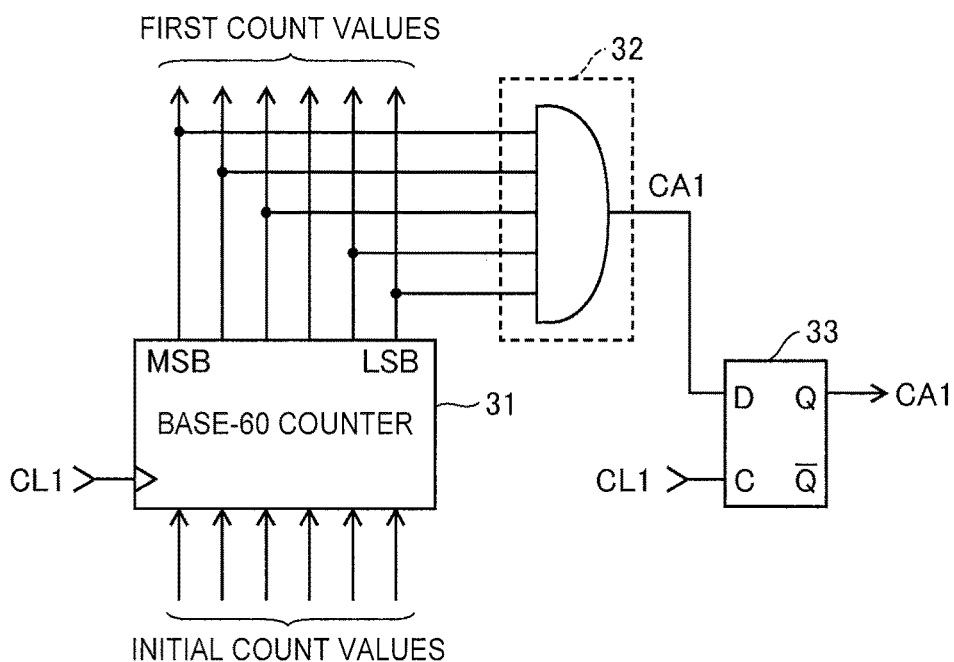 FIRST COUNT VALUES
32
CA1
MSB LSB
BASE-60 COUNTER
31
CL1
33
D Q
CA1
CL1
C Q̅
INITIAL COUNT VALUES